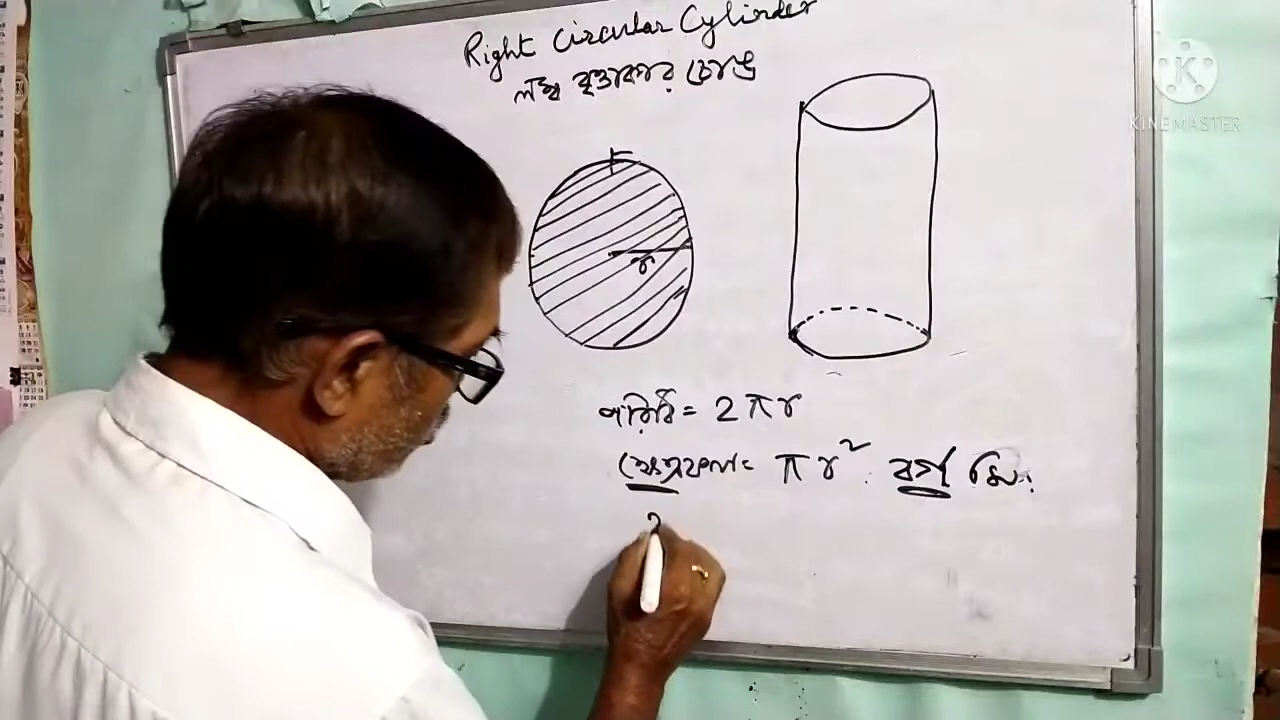 Right Circular Cylinder
লম্ব বৃত্তাকার চোঙ
r
পরিধি = 2πr
ক্ষেত্রফল = πr² বর্গ মি.
KINEMASTER